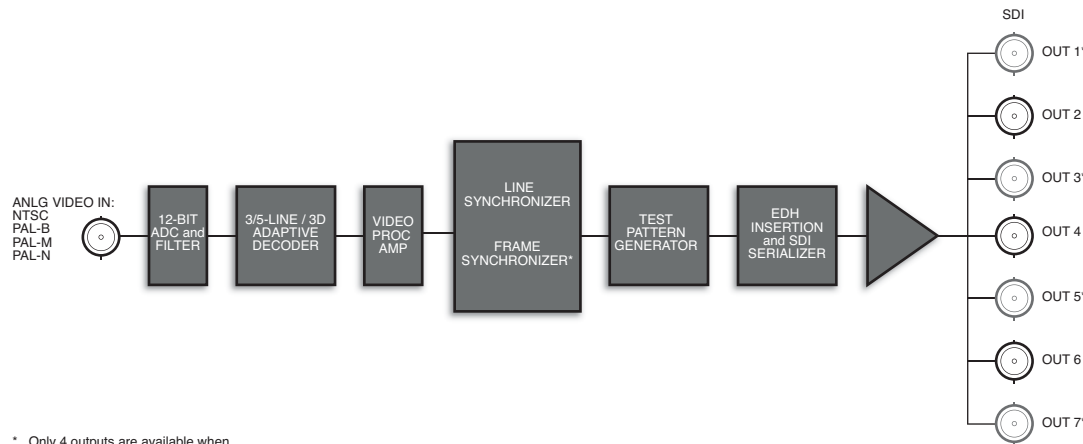 SDI
OUT 1*
OUT 2
OUT 3*
OUT 4
OUT 5*
OUT 6
OUT 7*
ANLG VIDEO IN:
NTSC
PAL-B
PAL-M
PAL-N
12-BIT
ADC and
FILTER
3/5-LINE / 3D
ADAPTIVE
DECODER
VIDEO
PROC
AMP
LINE
SYNCHRONIZER
FRAME
SYNCHRONIZER*
TEST
PATTERN
GENERATOR
EDH
INSERTION
and SDI
SERIALIZER
* Only 4 outputs are available when